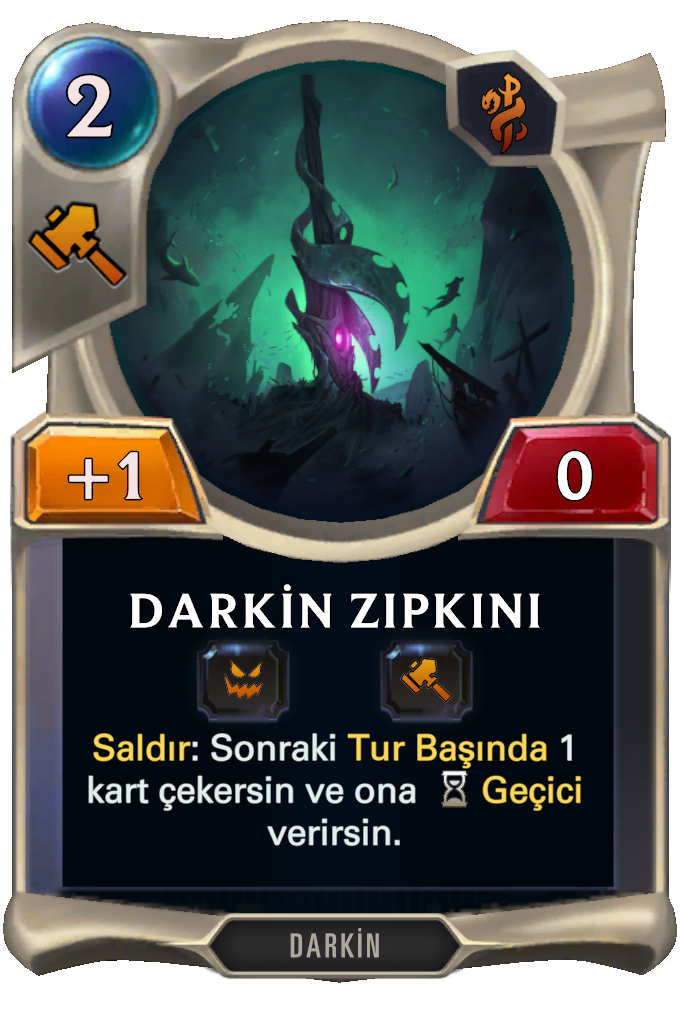 2
+1
0
DARKİN ZIPKINI
Saldır: Sonraki Tur Başında 1
kart çekersin ve ona Geçici
verirsin.
DARKİN